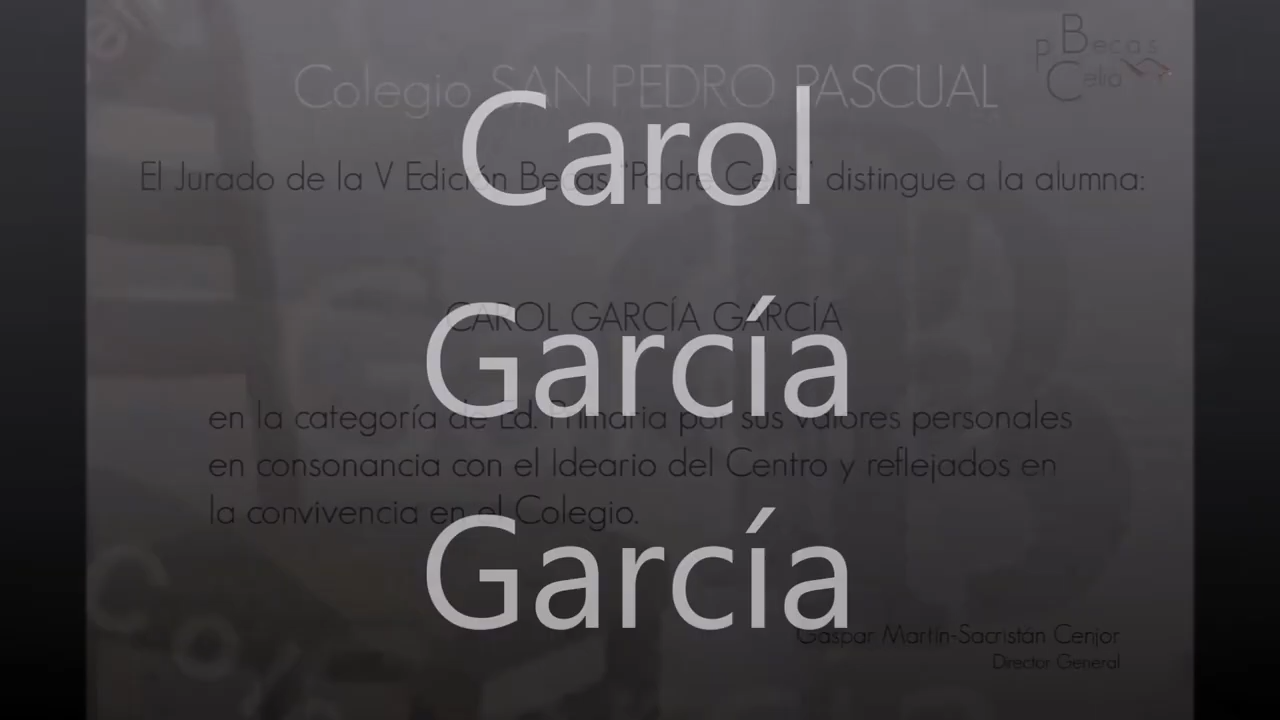 Becas
P
Celià
Colegio SAN PEDRO PASCUAL
Carol
El Jurado de la V Edición Becas "Padre Celià" distingue a la alumna:
CAROL GARCÍA GARCÍA
García
en la categoría de Ed. Primaria por sus valores personales
en consonancia con el Ideario del Centro y reflejados en
la convivencia en el Colegio.
García
Gaspar Martín-Sacristán Cenjor
Director General